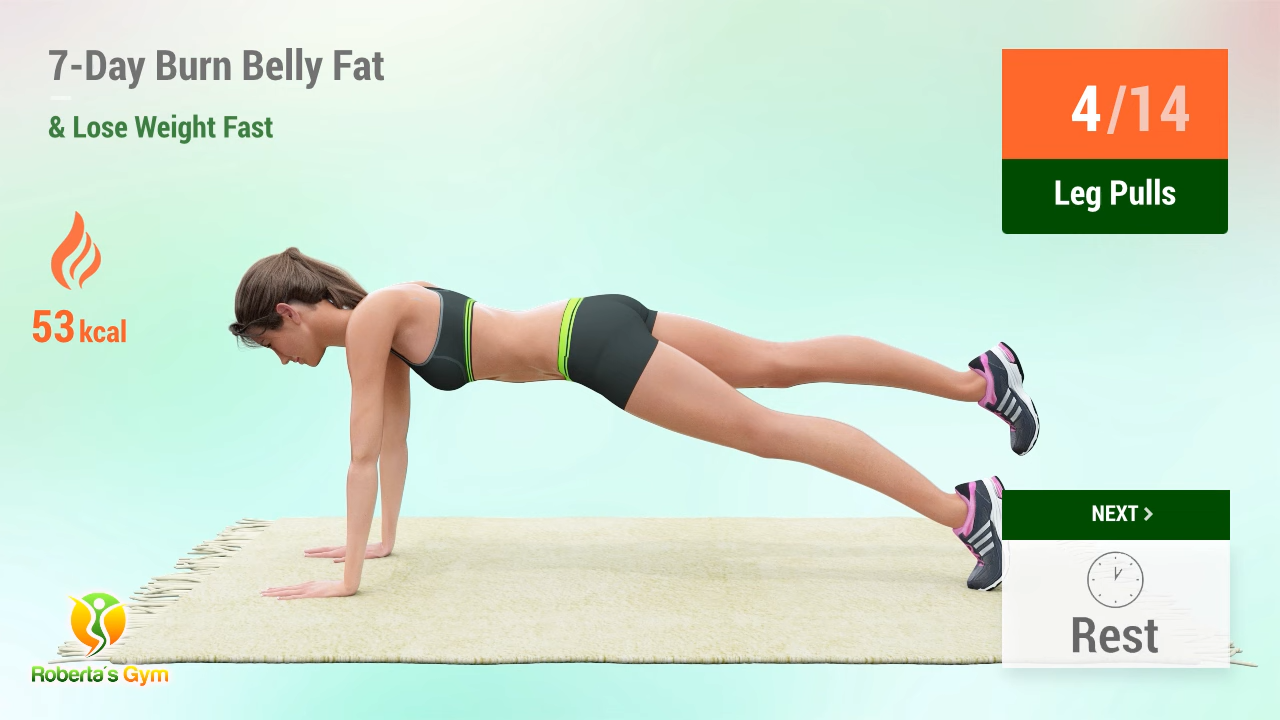 7-Day Burn Belly Fat
& Lose Weight Fast
4/14
Leg Pulls
53 kcal
NEXT >
Rest
Roberta's Gym